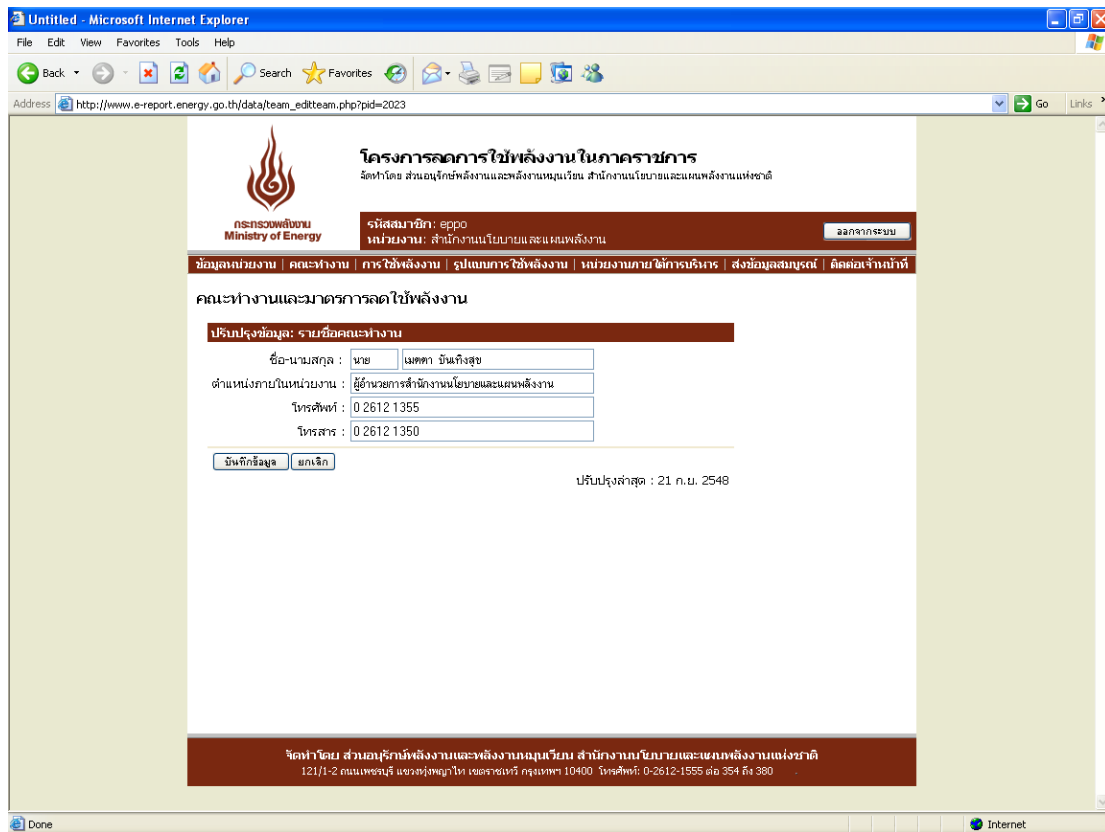 Untitled - Microsoft Internet Explorer
File Edit View Favorites Tools Help
Back Search Favorites
Address http://www.e-report.energy.go.th/data/team_editteam.php?pid=2023 Go Links
กระทรวงพลังงาน
Ministry of Energy
โครงการลดการใช้พลังงานในภาคราชการ
จัดทำโดย ส่วนอนุรักษ์พลังงานและพลังงานหมุนเวียน สำนักงานนโยบายและแผนพลังงานแห่งชาติ
รหัสสมาชิก: eppo
หน่วยงาน: สำนักงานนโยบายและแผนพลังงาน
ออกจากระบบ
ข้อมูลหน่วยงาน | คณะทำงาน | การใช้พลังงาน | รูปแบบการใช้พลังงาน | หน่วยงานภายใต้การบริหาร | ส่งข้อมูลสมบูรณ์ | ติดต่อเจ้าหน้าที่
คณะทำงานและมาตรการลดใช้พลังงาน
ปรับปรุงข้อมูล: รายชื่อคณะทำงาน
ชื่อ-นามสกุล : นาย เมตตา บันเทิงสุข
ตำแหน่งภายในหน่วยงาน : ผู้อำนวยการสำนักงานนโยบายและแผนพลังงาน
โทรศัพท์ : 0 2612 1355
โทรสาร : 0 2612 1350
บันทึกข้อมูล ยกเลิก
ปรับปรุงล่าสุด : 21 ก.ย. 2548
จัดทำโดย ส่วนอนุรักษ์พลังงานและพลังงานหมุนเวียน สำนักงานนโยบายและแผนพลังงานแห่งชาติ
121/1-2 ถนนเพชรบุรี แขวงทุ่งพญาไท เขตราชเทวี กรุงเทพฯ 10400 โทรศัพท์: 0-2612-1555 ต่อ 354 ถึง 380
Done Internet